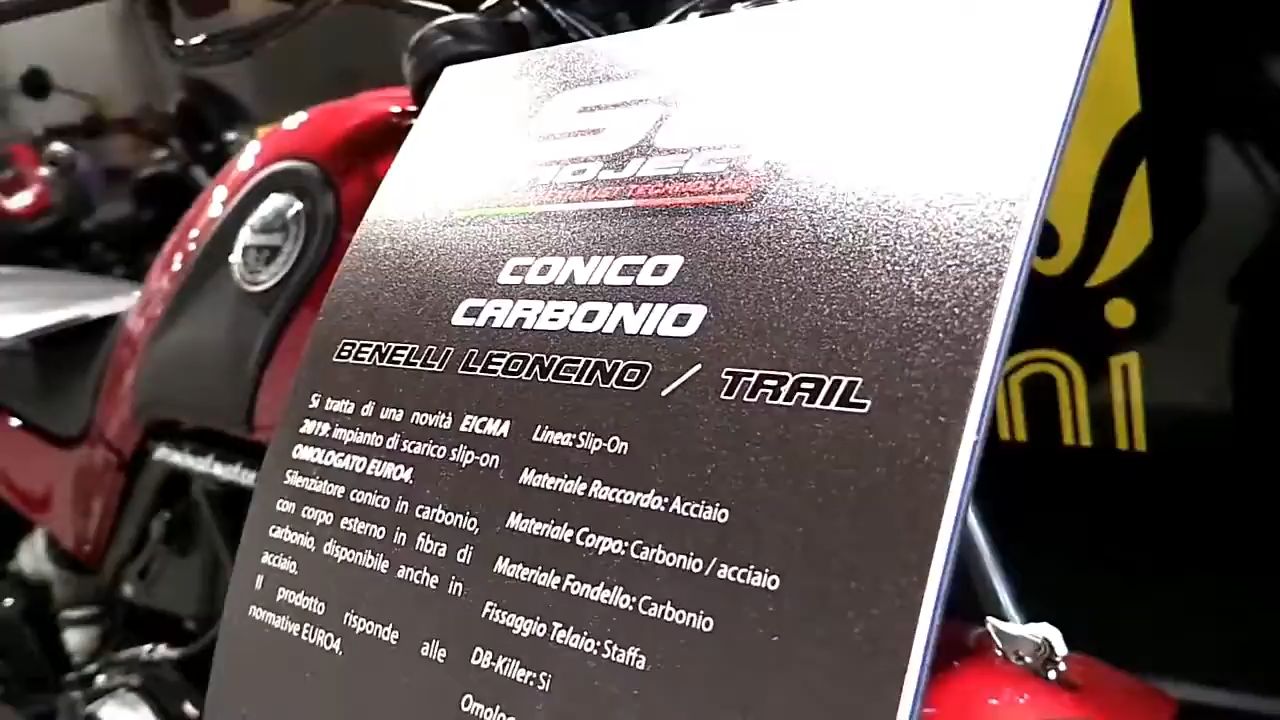 CONICO
CARBONIO
BENELLI LEONCINO / TRAIL
Si tratta di una novità EICMA
2019: impianto di scarico slip-on
OMOLOGATO EURO4.
Silenziatore conico in carbonio,
con corpo esterno in fibra di
carbonio, disponibile anche in
acciaio.
Il prodotto risponde alle
normative EURO4.
Linea: Slip-On
Materiale Raccordo: Acciaio
Materiale Corpo: Carbonio / acciaio
Materiale Fondello: Carbonio
Fissaggio Telaio: Staffa
DB-Killer: Si
Omolog
ni